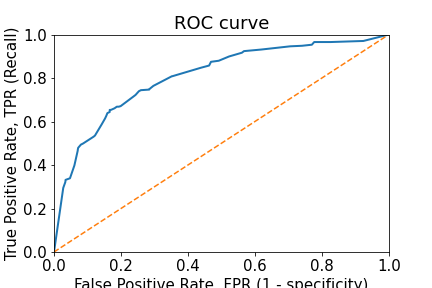 ROC curve
True Positive Rate, TPR (Recall)
1.0
0.8
0.6
0.4
0.2
0.0
0.0 0.2 0.4 0.6 0.8 1.0
False Positive Rate, FPR (1 - specificity)